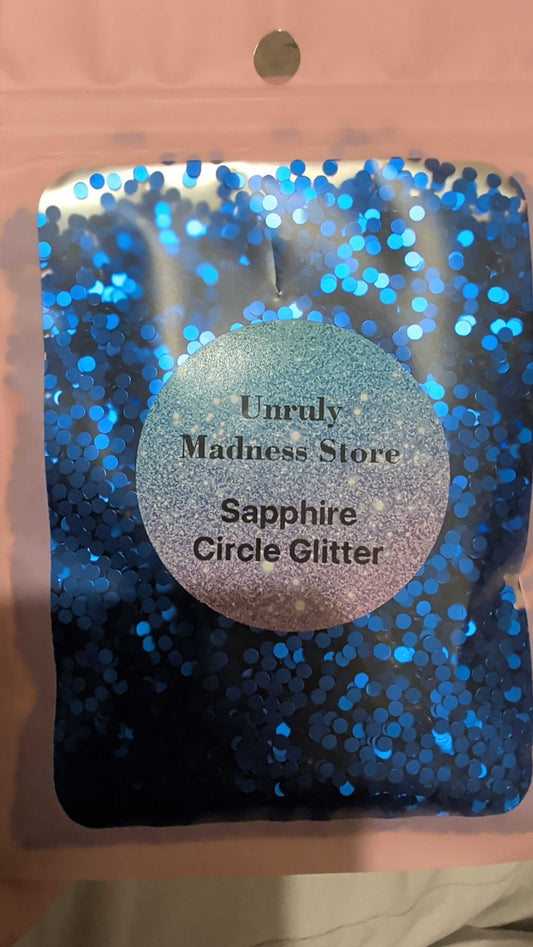 Unruly
Madness Store
Sapphire
Circle Glitter